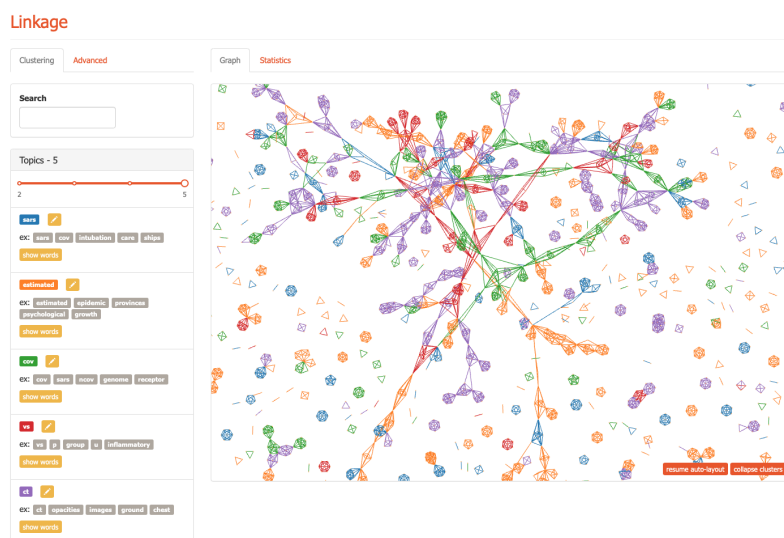 Linkage
Clustering Advanced
Graph Statistics
Search
Topics - 5
2 5
sars
ex: sars cov intubation care ships
show words
estimated
ex: estimated epidemic provinces
psychological growth
show words
cov
ex: cov sars ncov genome receptor
show words
vs
ex: vs p group u inflammatory
show words
ct
ex: ct opacities images ground chest
show words
resume auto-layout collapse clusters